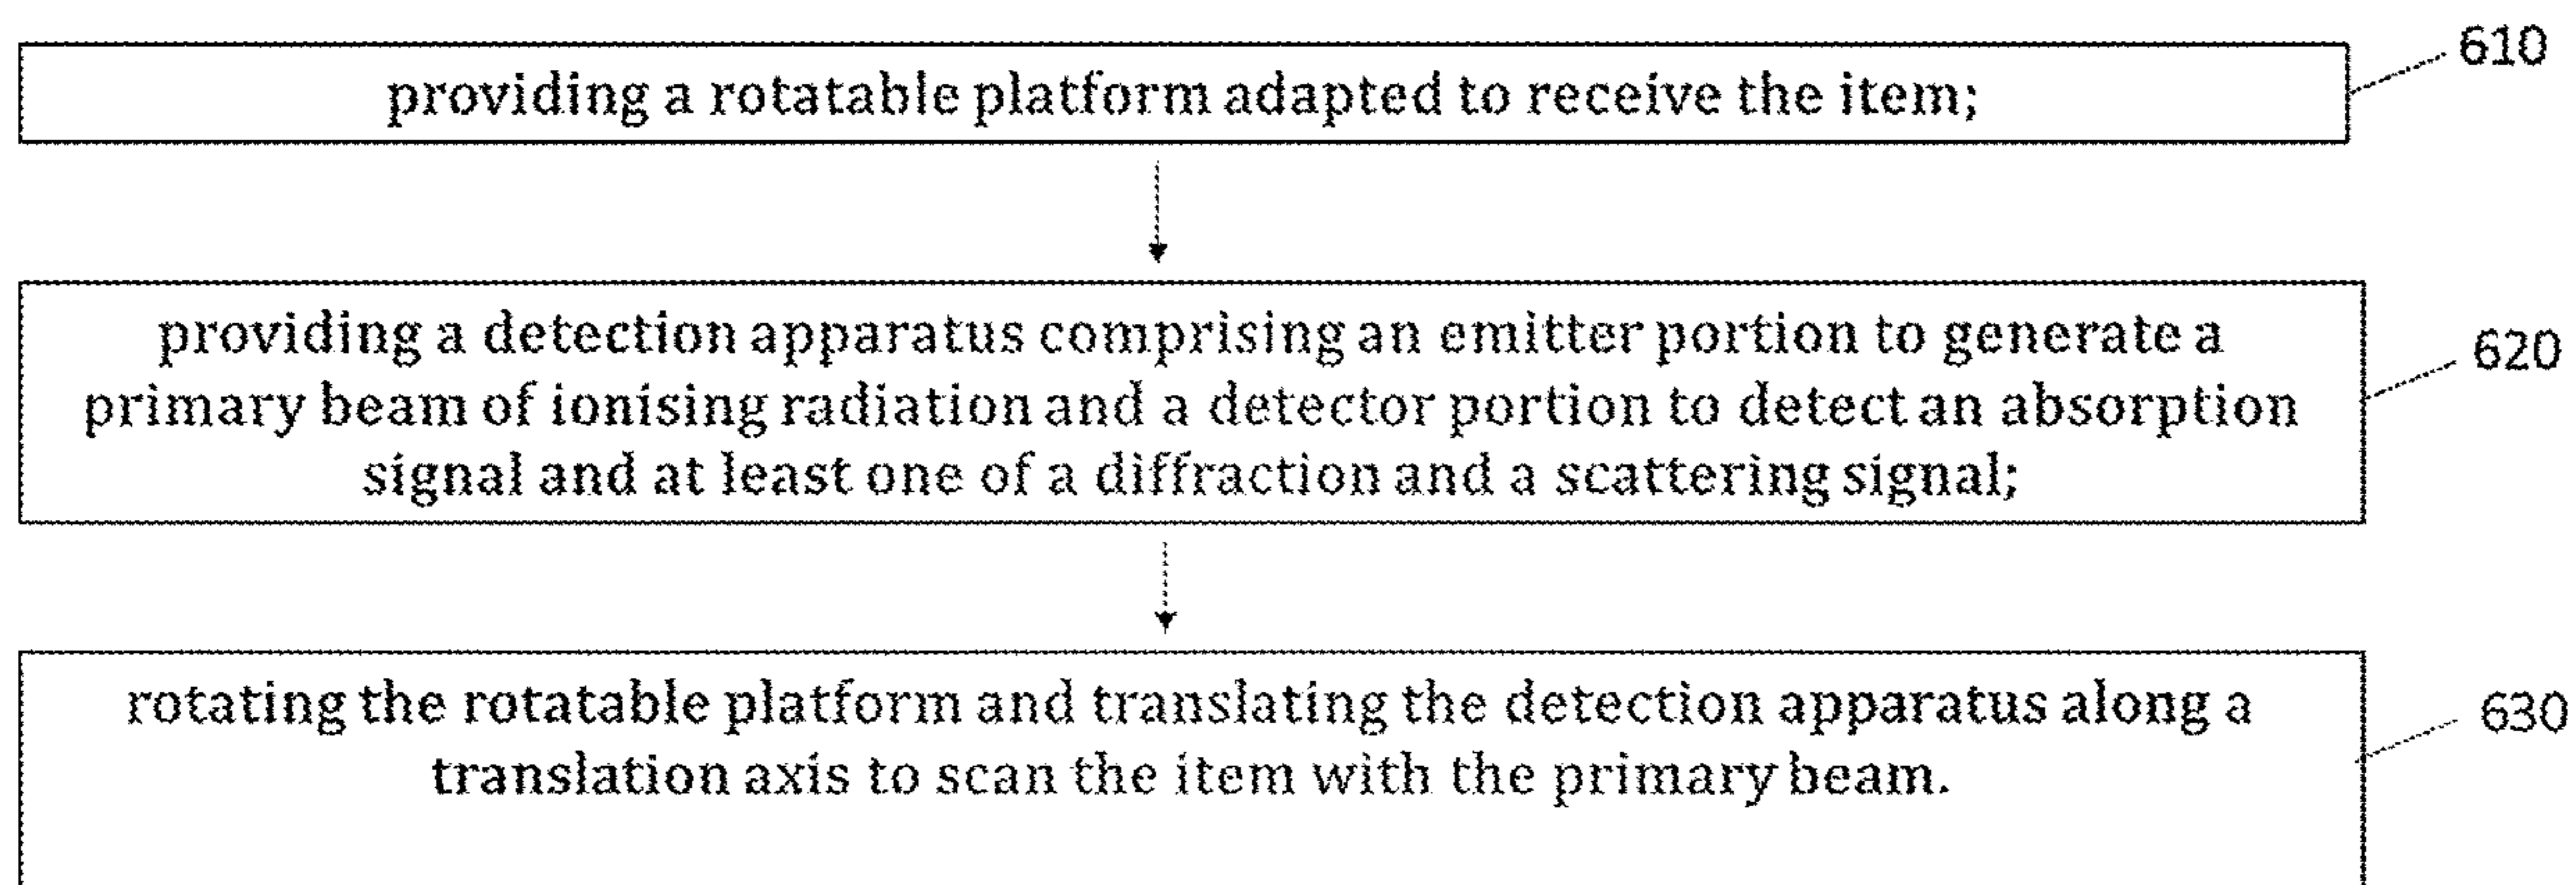 610
providing a rotatable platform adapted to receive the item;
providing a detection apparatus comprising an emitter portion to generate a
620
primary beam of ionising radiation and a detector portion to detect an absorption
signal and at least one of a diffraction and a scattering signal;
rotating the rotatable platform and translating the detection apparatus along a
630
translation axis to scan the item with the primary beam.